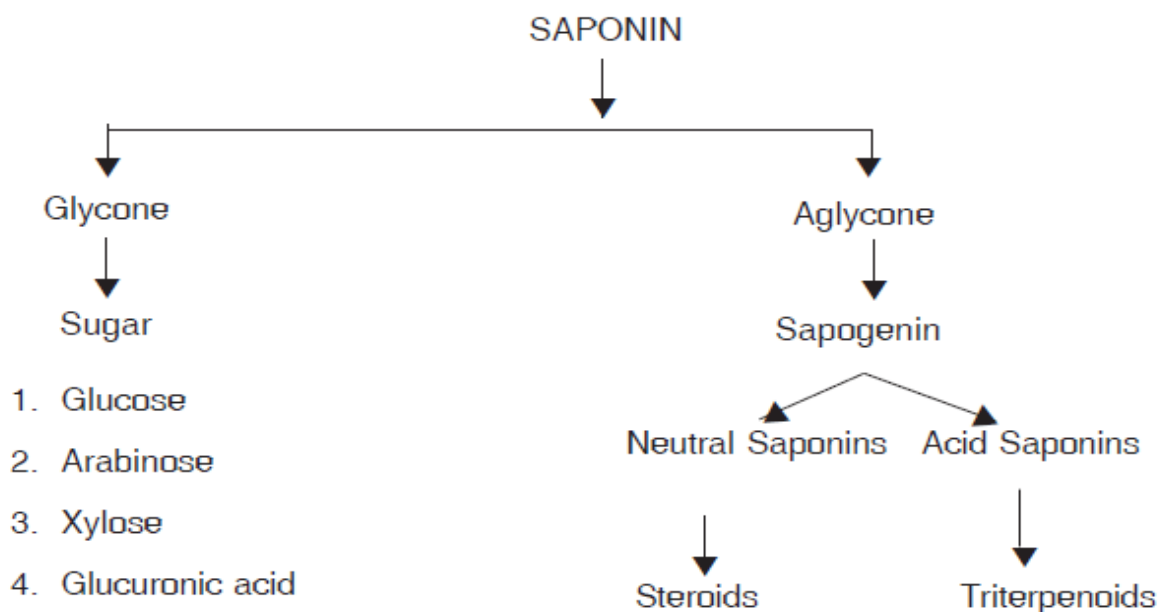 SAPONIN
Glycone
Aglycone
Sugar
Sapogenin
1. Glucose
2. Arabinose
3. Xylose
4. Glucuronic acid
Neutral Saponins
Acid Saponins
Steroids
Triterpenoids